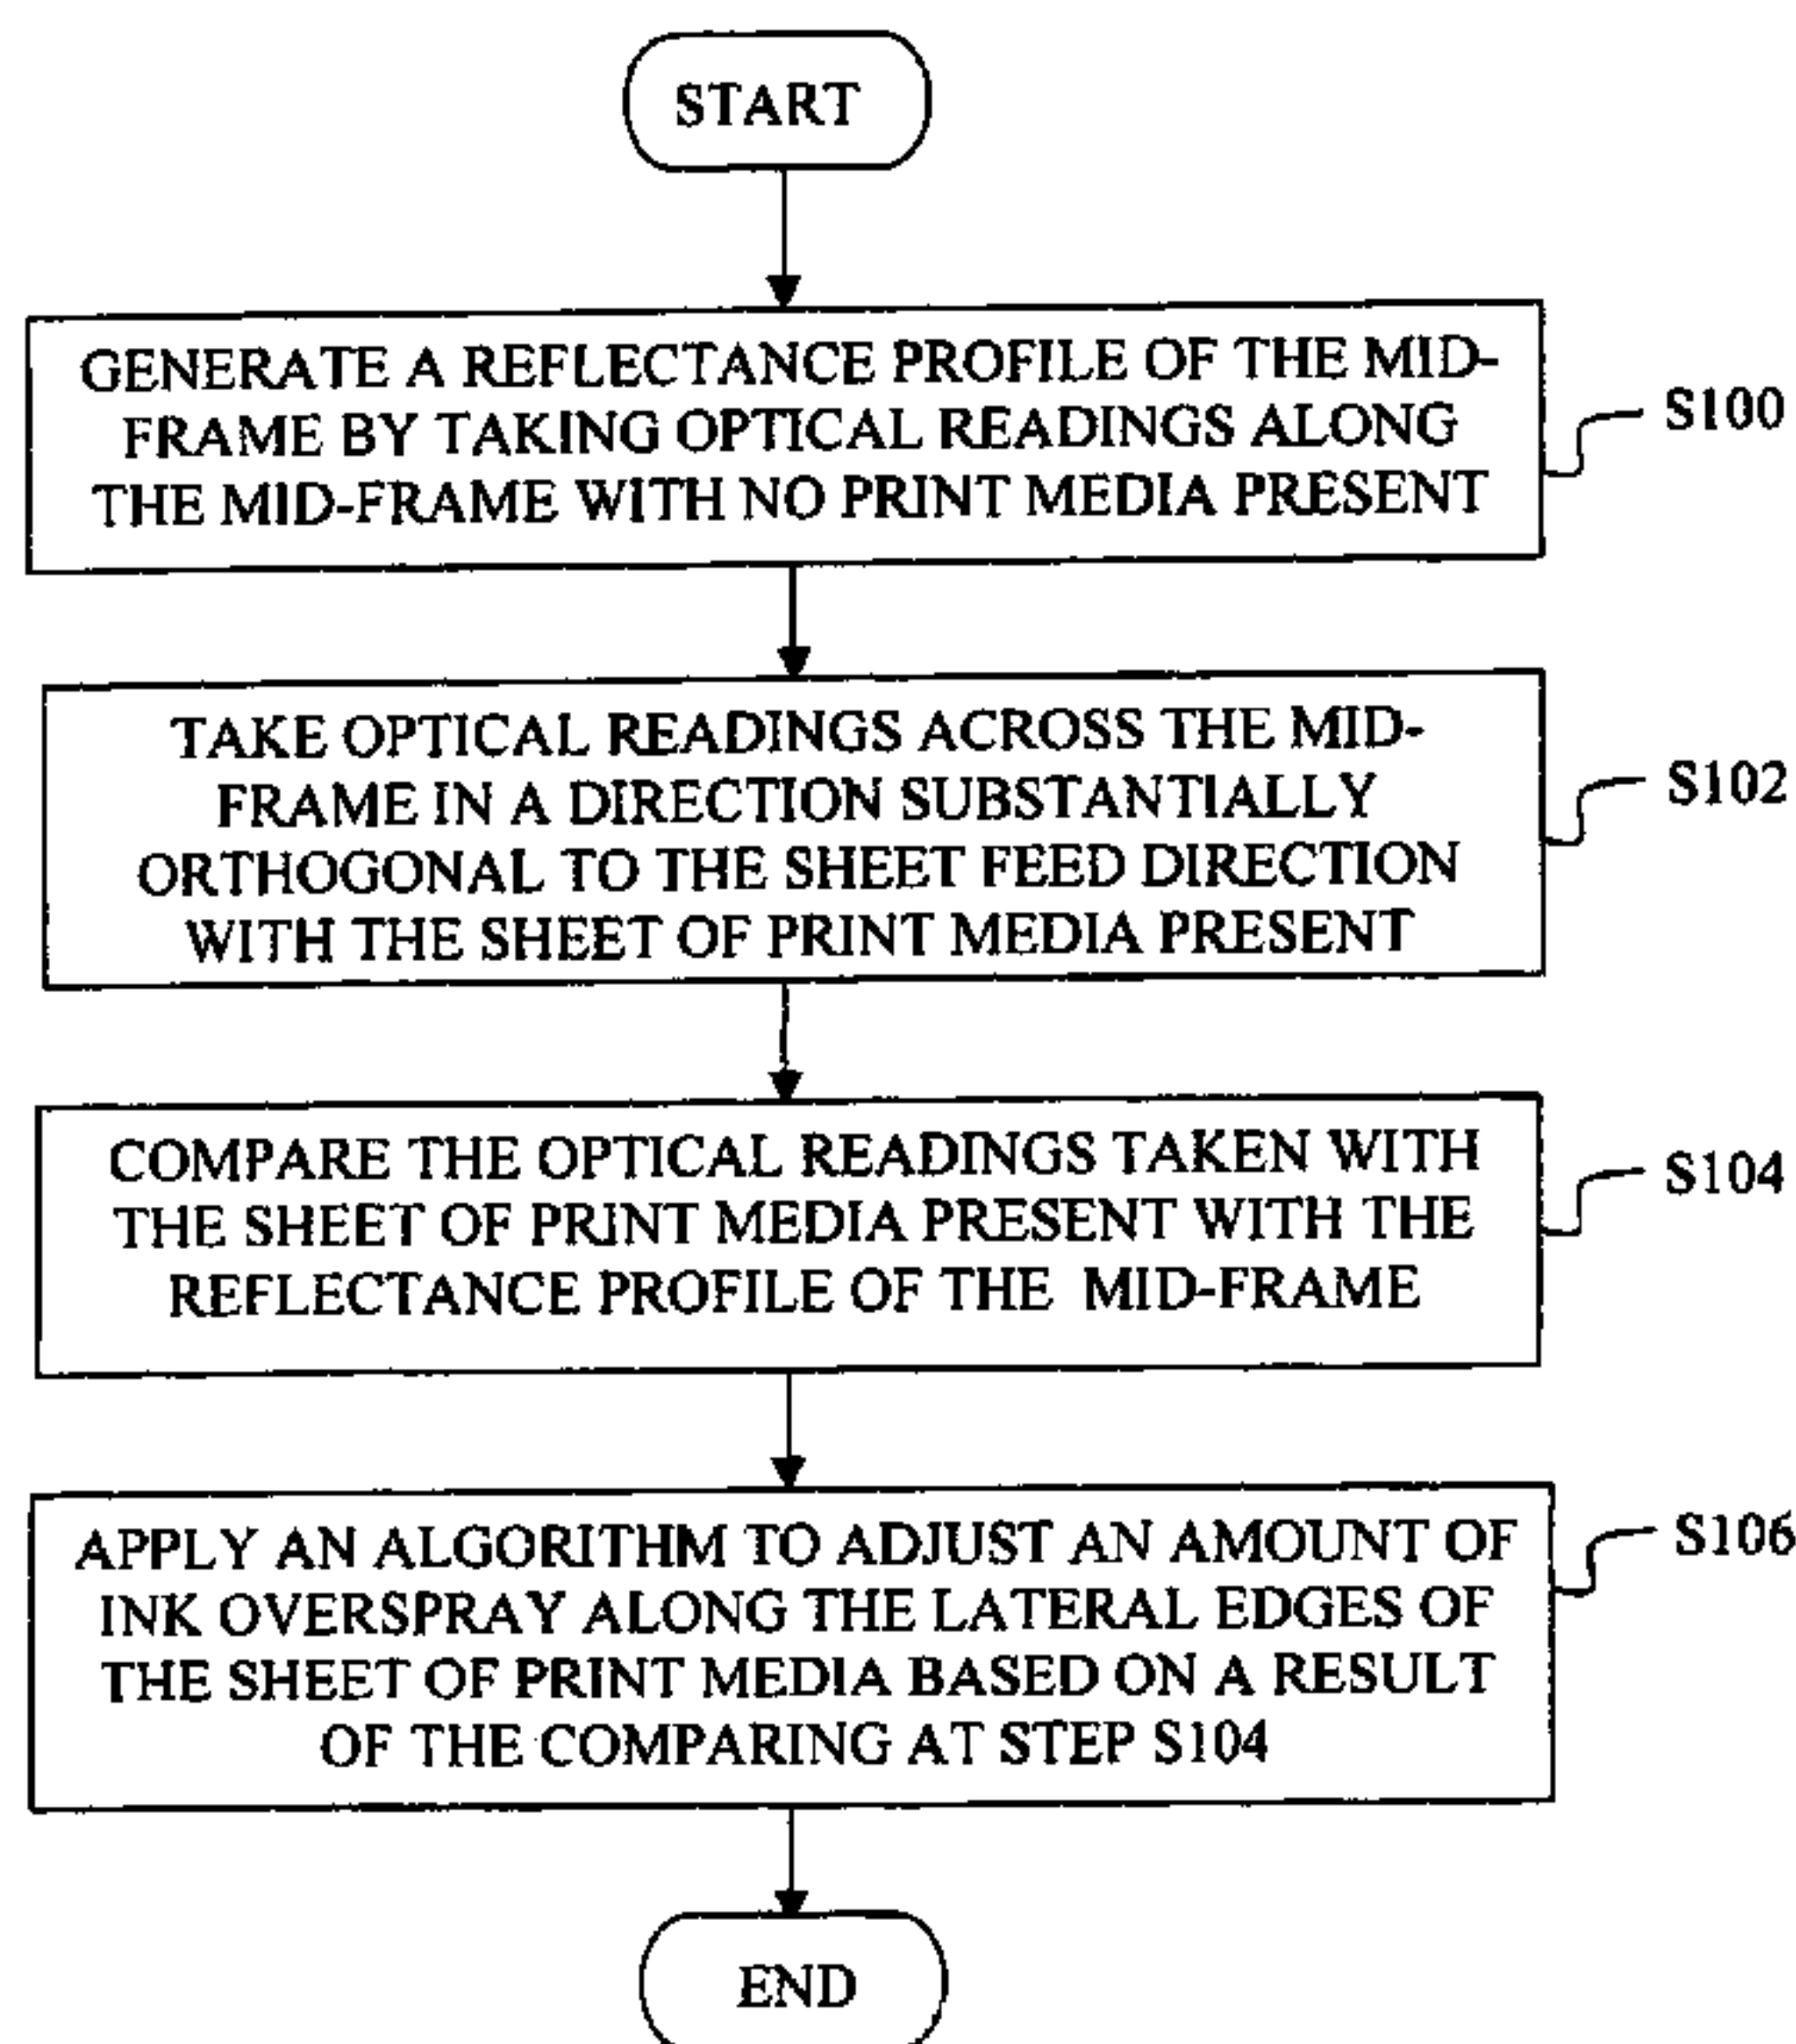 START
GENERATE A REFLECTANCE PROFILE OF THE MID-
FRAME BY TAKING OPTICAL READINGS ALONG
THE MID-FRAME WITH NO PRINT MEDIA PRESENT
S100
TAKE OPTICAL READINGS ACROSS THE MID-
FRAME IN A DIRECTION SUBSTANTIALLY
ORTHOGONAL TO THE SHEET FEED DIRECTION
WITH THE SHEET OF PRINT MEDIA PRESENT
S102
COMPARE THE OPTICAL READINGS TAKEN WITH
THE SHEET OF PRINT MEDIA PRESENT WITH THE
REFLECTANCE PROFILE OF THE MID-FRAME
S104
APPLY AN ALGORITHM TO ADJUST AN AMOUNT OF
INK OVERSPRAY ALONG THE LATERAL EDGES OF
THE SHEET OF PRINT MEDIA BASED ON A RESULT
OF THE COMPARING AT STEP S104
S106
END